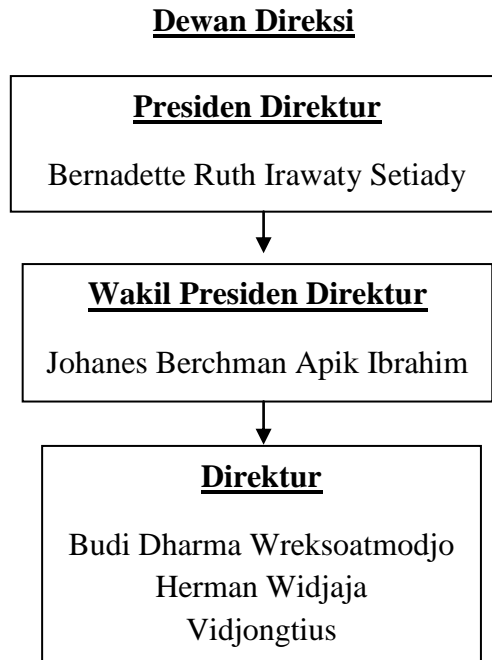 Dewan Direksi
Presiden Direktur
Bernadette Ruth Irawaty Setiady
Wakil Presiden Direktur
Johanes Berchman Apik Ibrahim
Direktur
Budi Dharma Wreksoatmodjo
Herman Widjaja
Vidjongtius